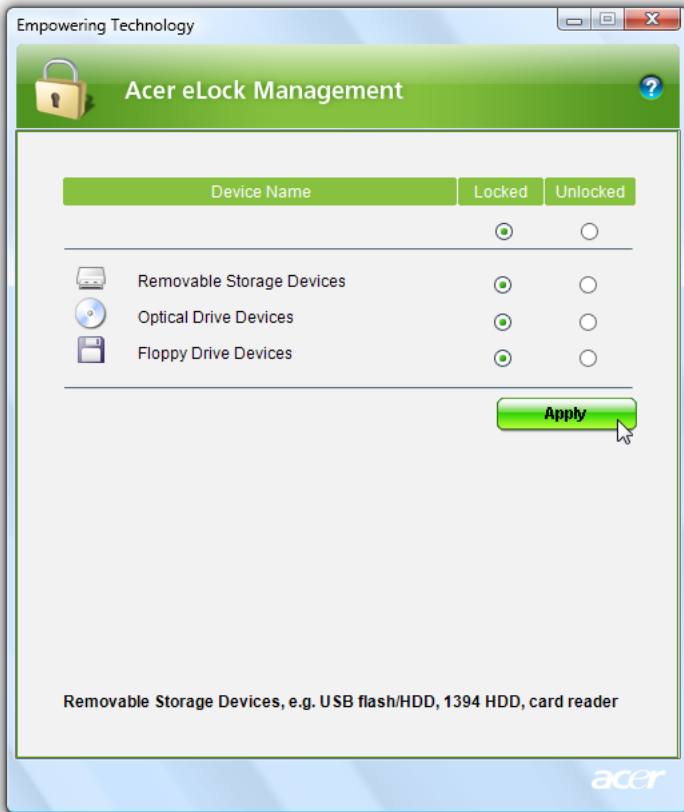 Empowering Technology
Acer eLock Management
?
Device Name Locked Unlocked
Removable Storage Devices
Optical Drive Devices
Floppy Drive Devices
Apply
Removable Storage Devices, e.g. USB flash/HDD, 1394 HDD, card reader
acer